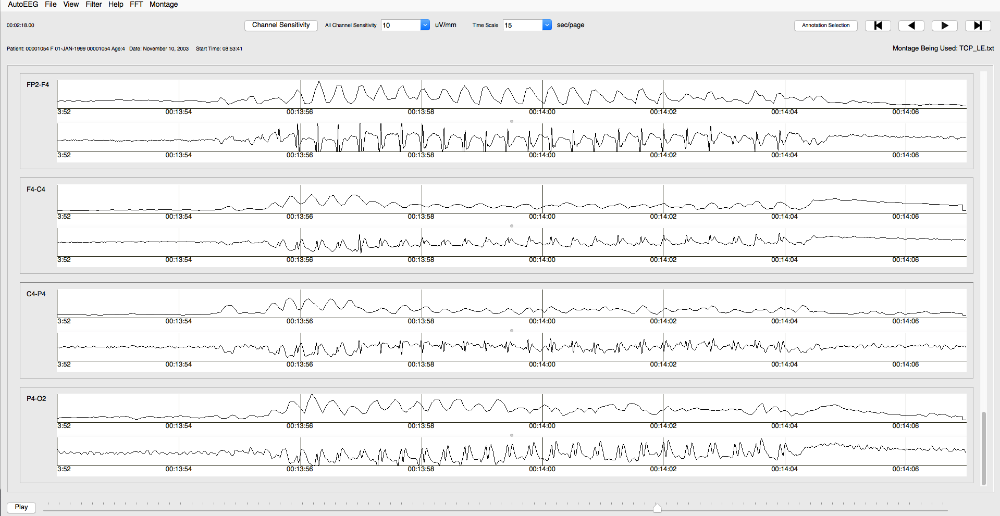 AutoEEG File View Filter Help FFT Montage
00:02:18.00 Channel Sensitivity All Channel Sensitivity 10 uV/mm Time Scale 15 sec/page Annotation Selection
Patient: 00001054 F 01-JAN-1999 00001054 Age:4 Date: November 10, 2003 Start Time: 08:53:41 Montage Being Used: TCP_LE.txt
FP2-F4
3:52 00:13:54 00:13:56 00:13:58 00:14:00 00:14:02 00:14:04 00:14:06
3:52 00:13:54 00:13:56 00:13:58 00:14:00 00:14:02 00:14:04 00:14:06
F4-C4
3:52 00:13:54 00:13:56 00:13:58 00:14:00 00:14:02 00:14:04 00:14:06
3:52 00:13:54 00:13:56 00:13:58 00:14:00 00:14:02 00:14:04 00:14:06
C4-P4
3:52 00:13:54 00:13:56 00:13:58 00:14:00 00:14:02 00:14:04 00:14:06
3:52 00:13:54 00:13:56 00:13:58 00:14:00 00:14:02 00:14:04 00:14:06
P4-O2
3:52 00:13:54 00:13:56 00:13:58 00:14:00 00:14:02 00:14:04 00:14:06
3:52 00:13:54 00:13:56 00:13:58 00:14:00 00:14:02 00:14:04 00:14:06
Play